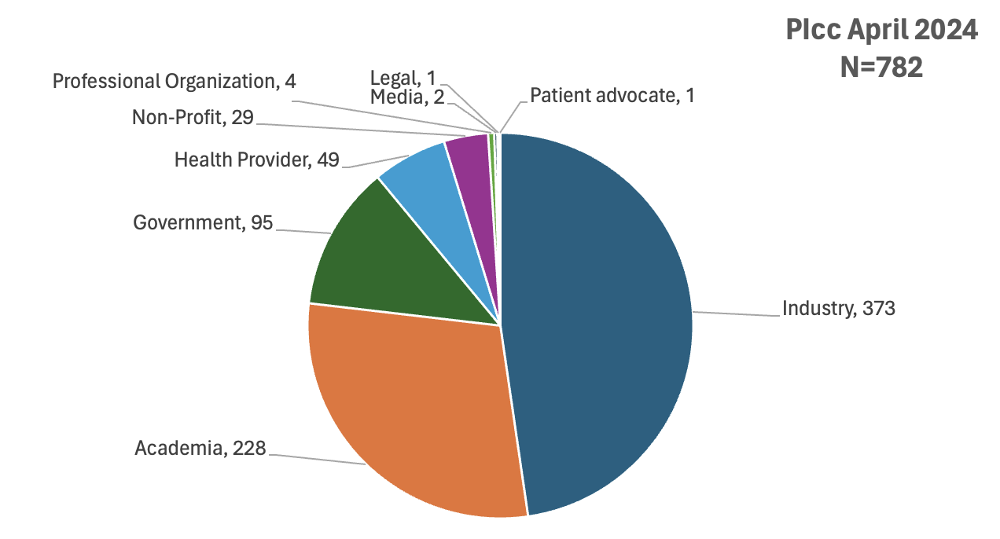 PIcc April 2024
N=782
Professional Organization, 4
Legal, 1
Media, 2
Patient advocate, 1
Non-Profit, 29
Health Provider, 49
Government, 95
Industry, 373
Academia, 228